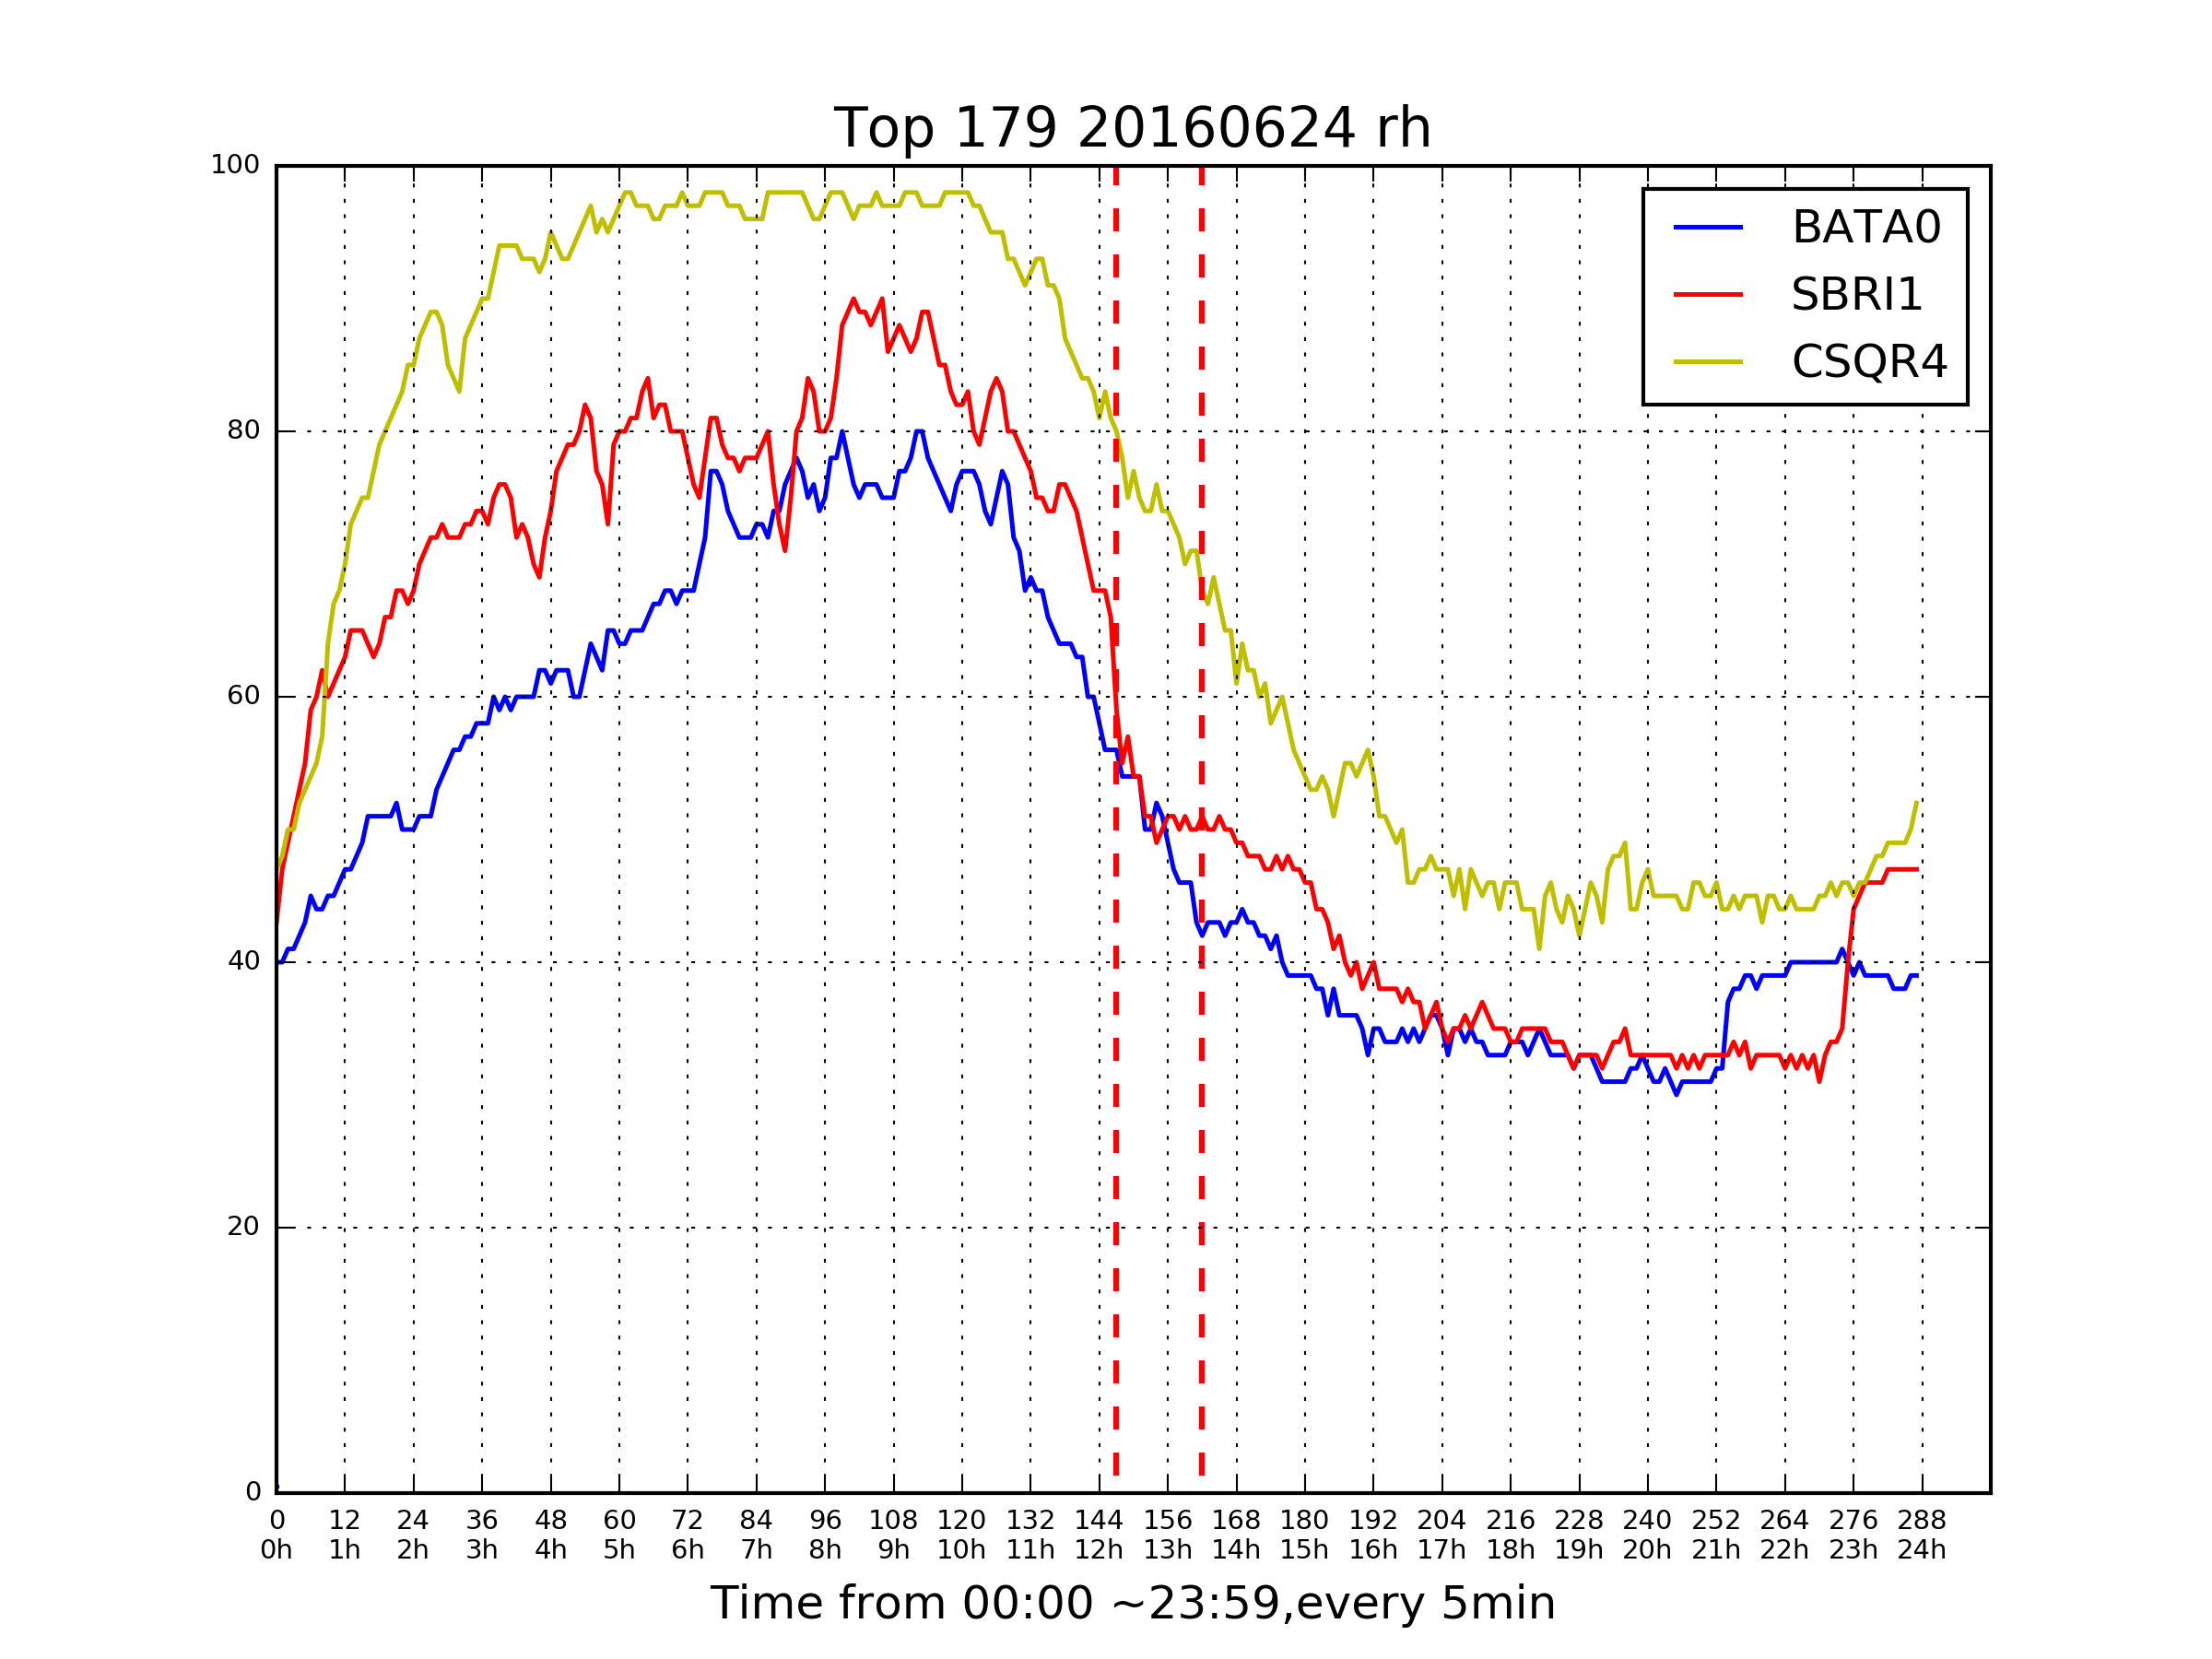 Top 179 20160624 rh
100
80
60
40
20
0
BATA0
SBRI1
CSQR4
0 12 24 36 48 60 72 84 96 108 120 132 144 156 168 180 192 204 216 228 240 252 264 276 288
0h 1h 2h 3h 4h 5h 6h 7h 8h 9h 10h 11h 12h 13h 14h 15h 16h 17h 18h 19h 20h 21h 22h 23h 24h
Time from 00:00 ~23:59,every 5min